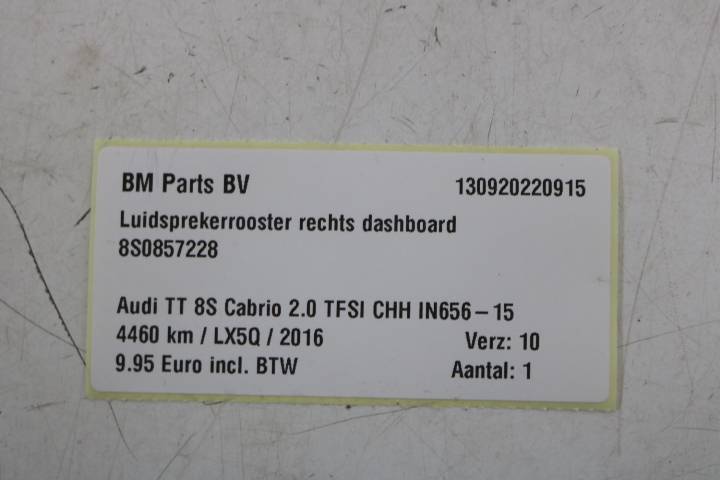 BM Parts BV 130920220915
Luidsprekerrooster rechts dashboard
8S0857228
Audi TT 8S Cabrio 2.0 TFSI CHH IN656-15
4460 km / LX5Q / 2016 Verz: 10
9.95 Euro incl. BTW Aantal: 1